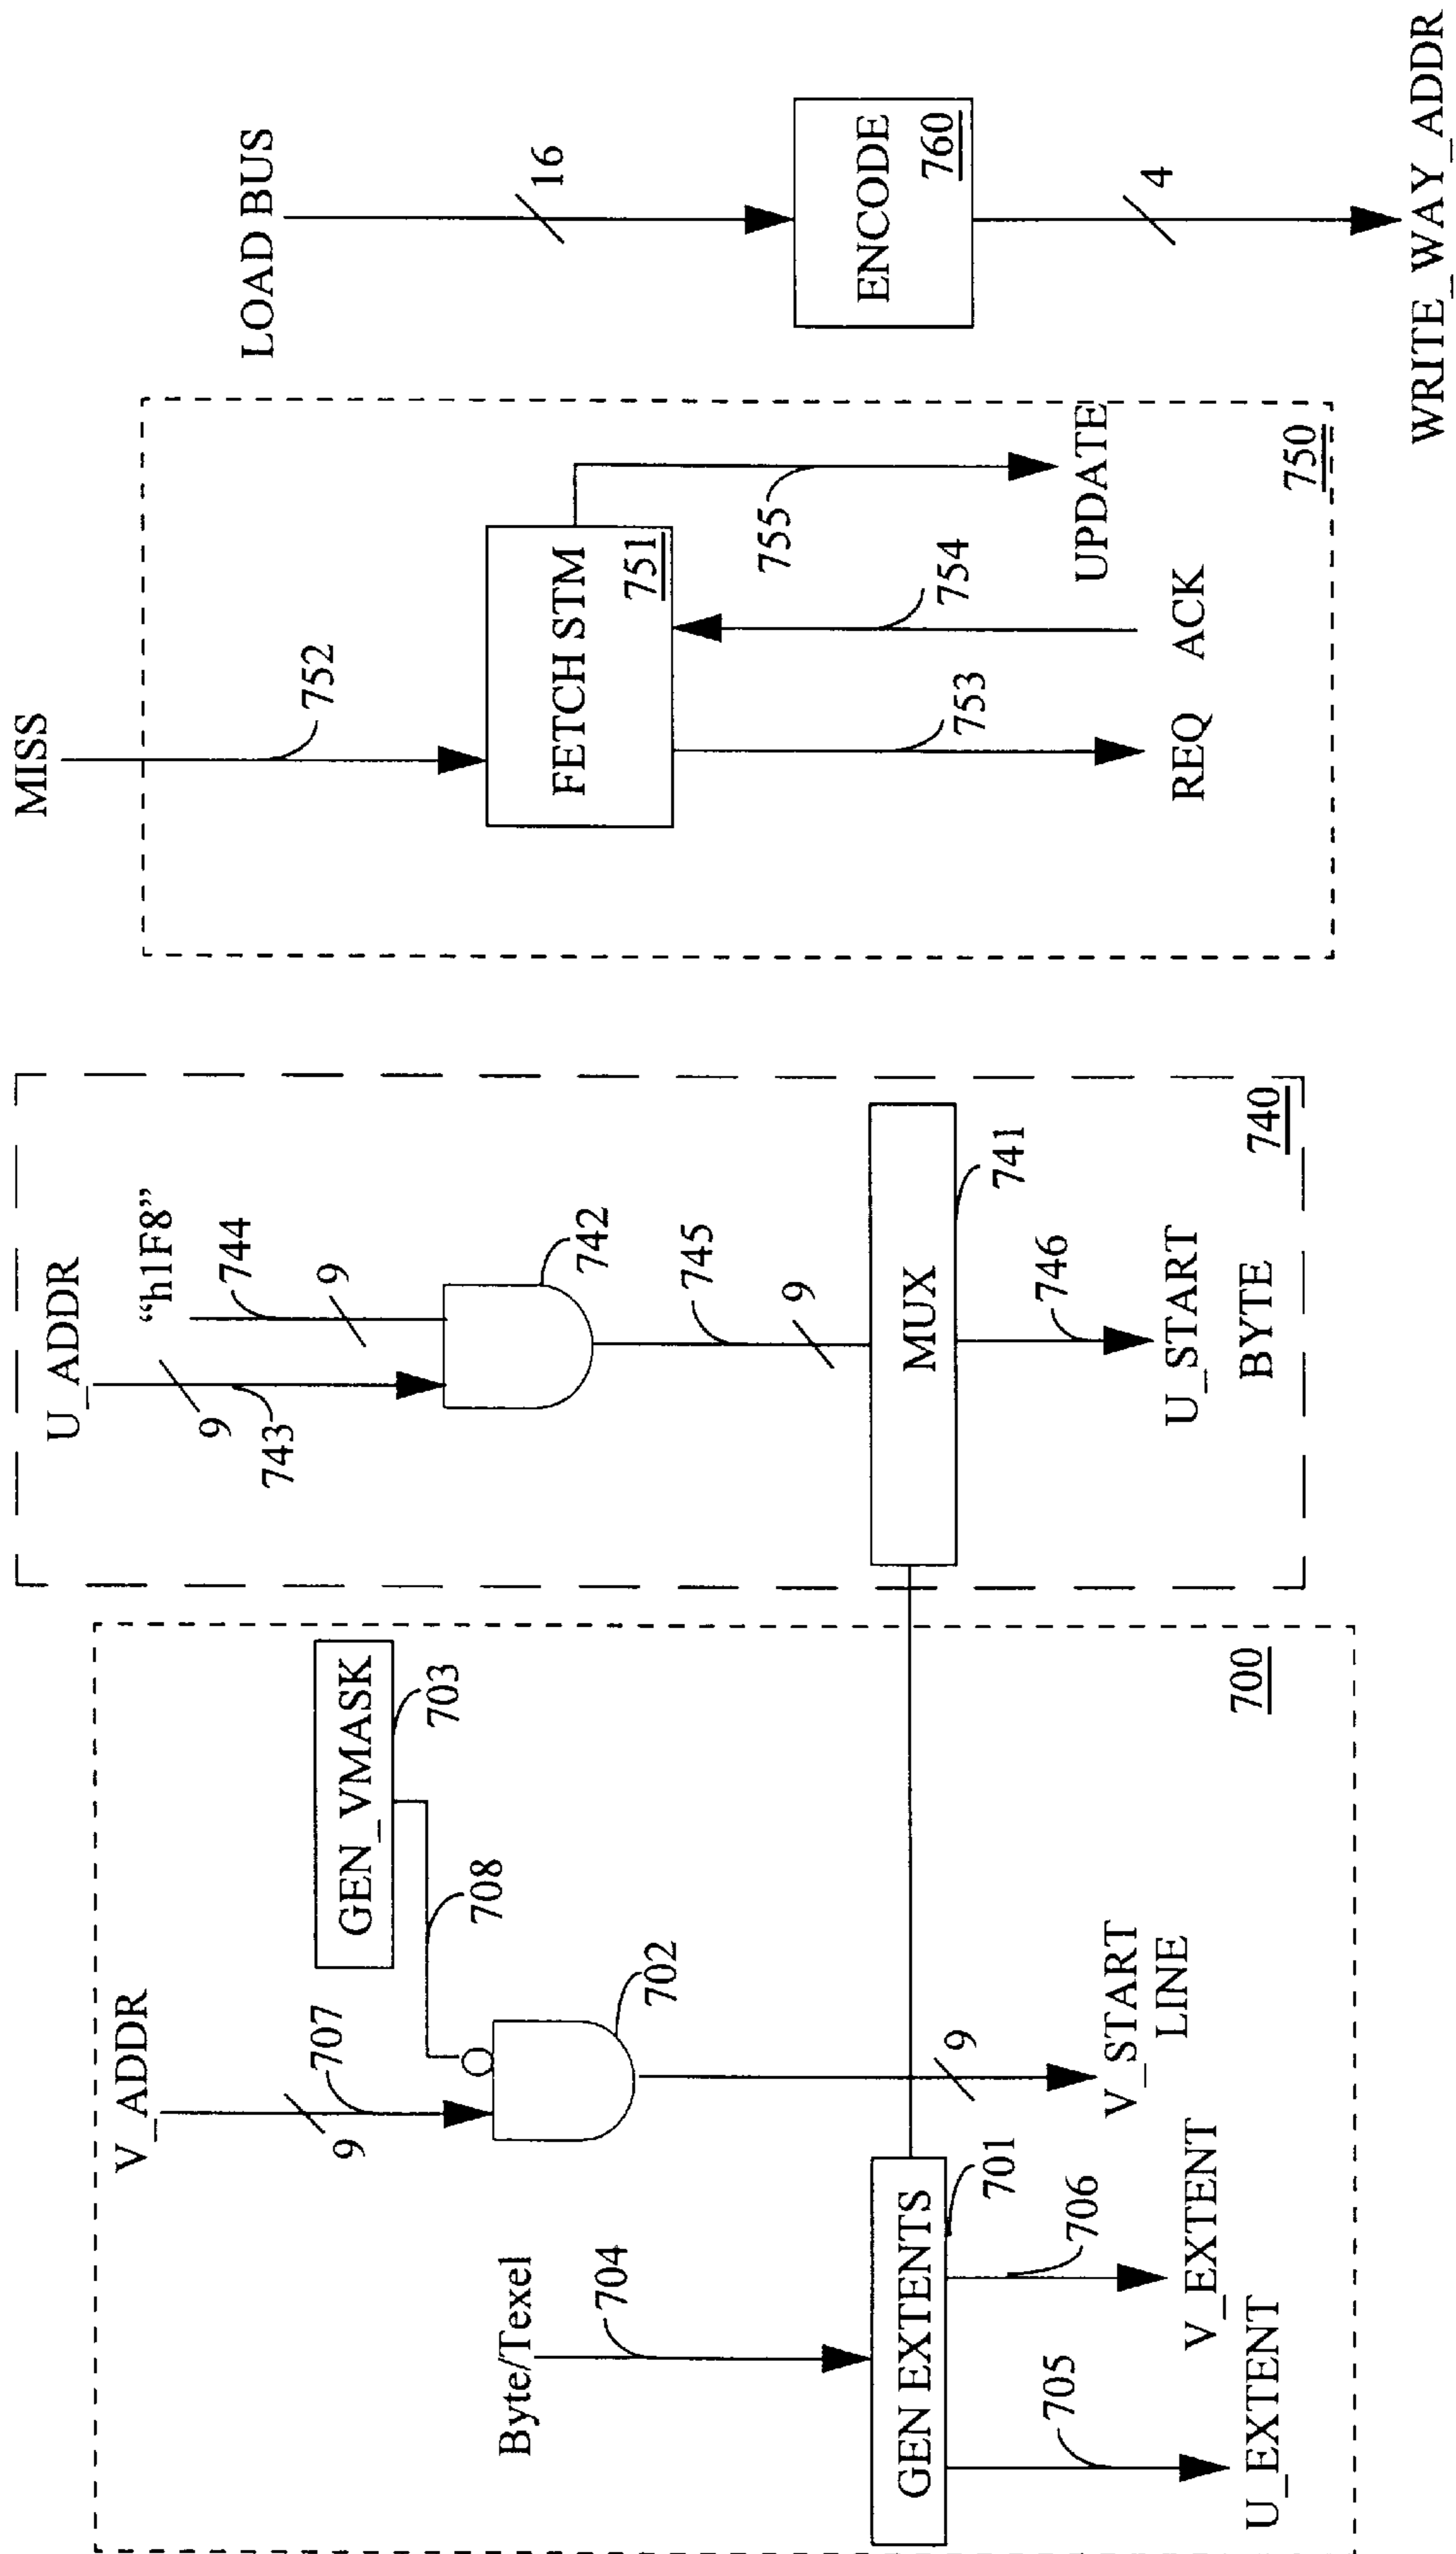 V_ADDR
9
707
GEN_VMASK
703
708
702
Byte/Texel
704
GEN EXTENTS
701
705
706
9
U_EXTENT
V_EXTENT
V_START
LINE
700
U_ADDR
“h1F8”
9
743
744
9
742
745
9
MUX
741
746
U_START
BYTE
740
MISS
752
FETCH STM
751
753
754
755
REQ
ACK
UPDATE
750
LOAD BUS
16
ENCODE
760
4
WRITE_WAY_ADDR